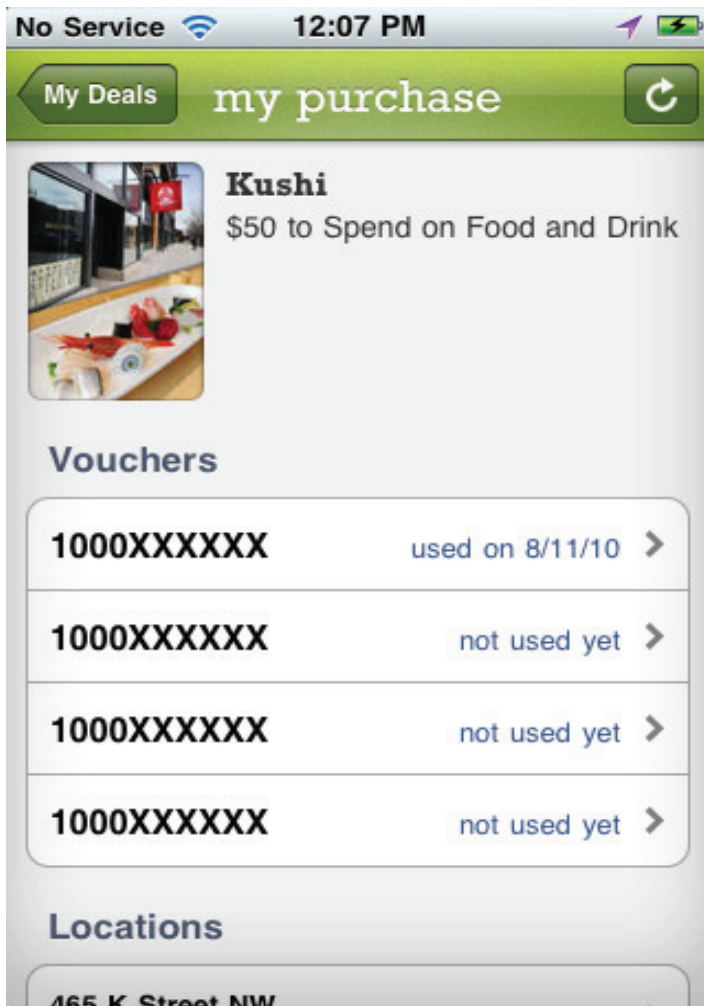 No Service 12:07 PM
My Deals my purchase
Kushi
$50 to Spend on Food and Drink
Vouchers
1000XXXXXX used on 8/11/10
1000XXXXXX not used yet
1000XXXXXX not used yet
1000XXXXXX not used yet
Locations
465 K Street NW